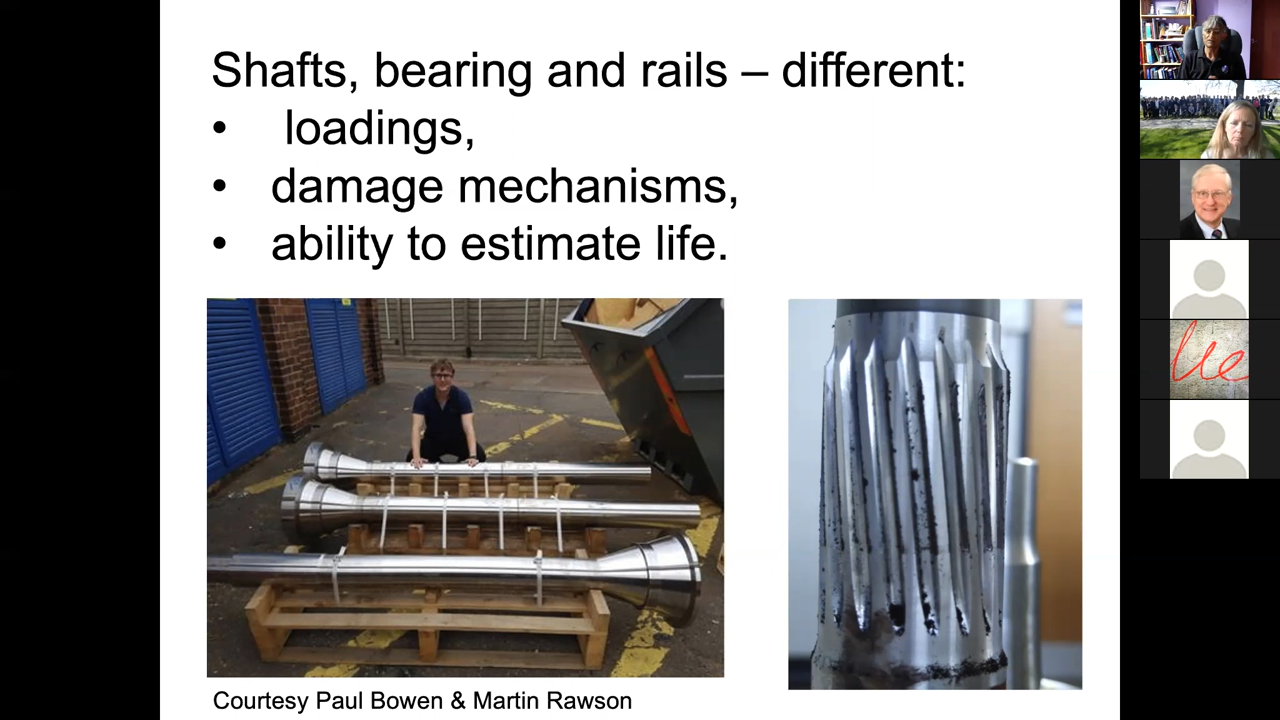 Shafts, bearing and rails – different:
• loadings,
• damage mechanisms,
• ability to estimate life.
Courtesy Paul Bowen & Martin Rawson